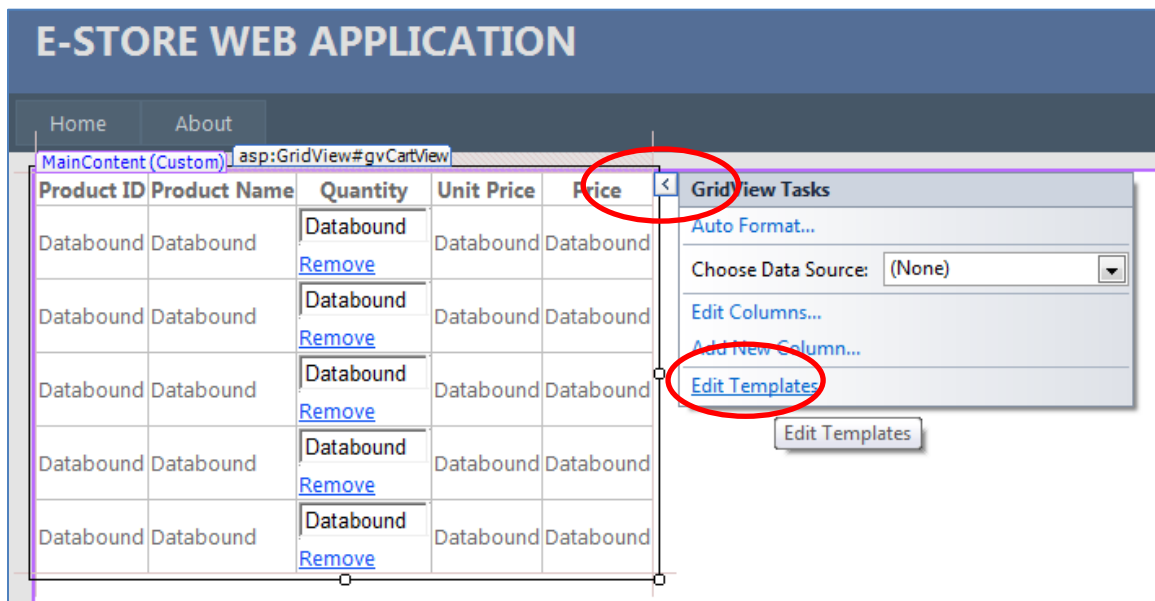 E-STORE WEB APPLICATION
Home About
MainContent (Custom) asp:GridView#gvCartView
Product ID Product Name Quantity Unit Price Price < GridView Tasks
Auto Format...
Choose Data Source: (None)
Edit Columns...
Add New Column...
Edit Templates
Edit Templates
Databound Databound Databound Databound Databound
Remove
Databound Databound Databound Databound Databound
Remove
Databound Databound Databound Databound Databound
Remove
Databound Databound Databound Databound Databound
Remove
Databound Databound Databound Databound Databound
Remove